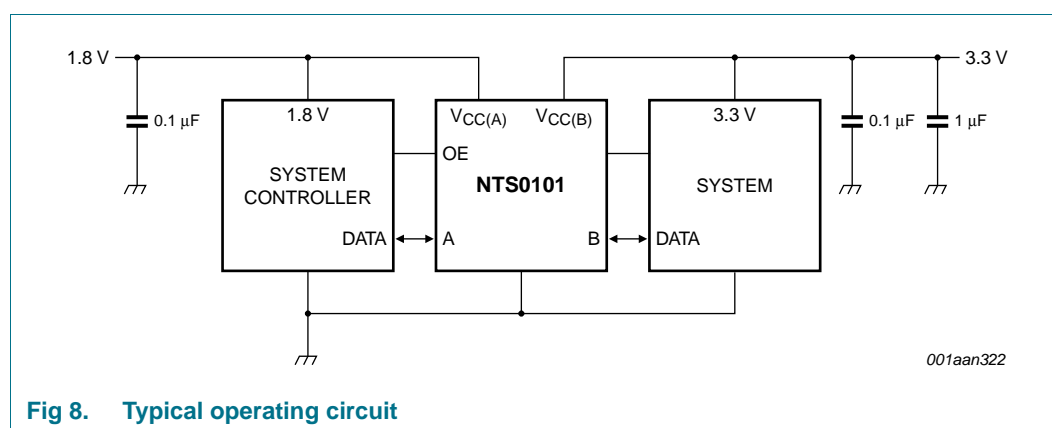 1.8 V
3.3 V
0.1 μF
1.8 V
VCC(A)
VCC(B)
3.3 V
0.1 μF
1 μF
OE
SYSTEM
CONTROLLER
NTS0101
SYSTEM
DATA
A
B
DATA
001aan322
Fig 8. Typical operating circuit